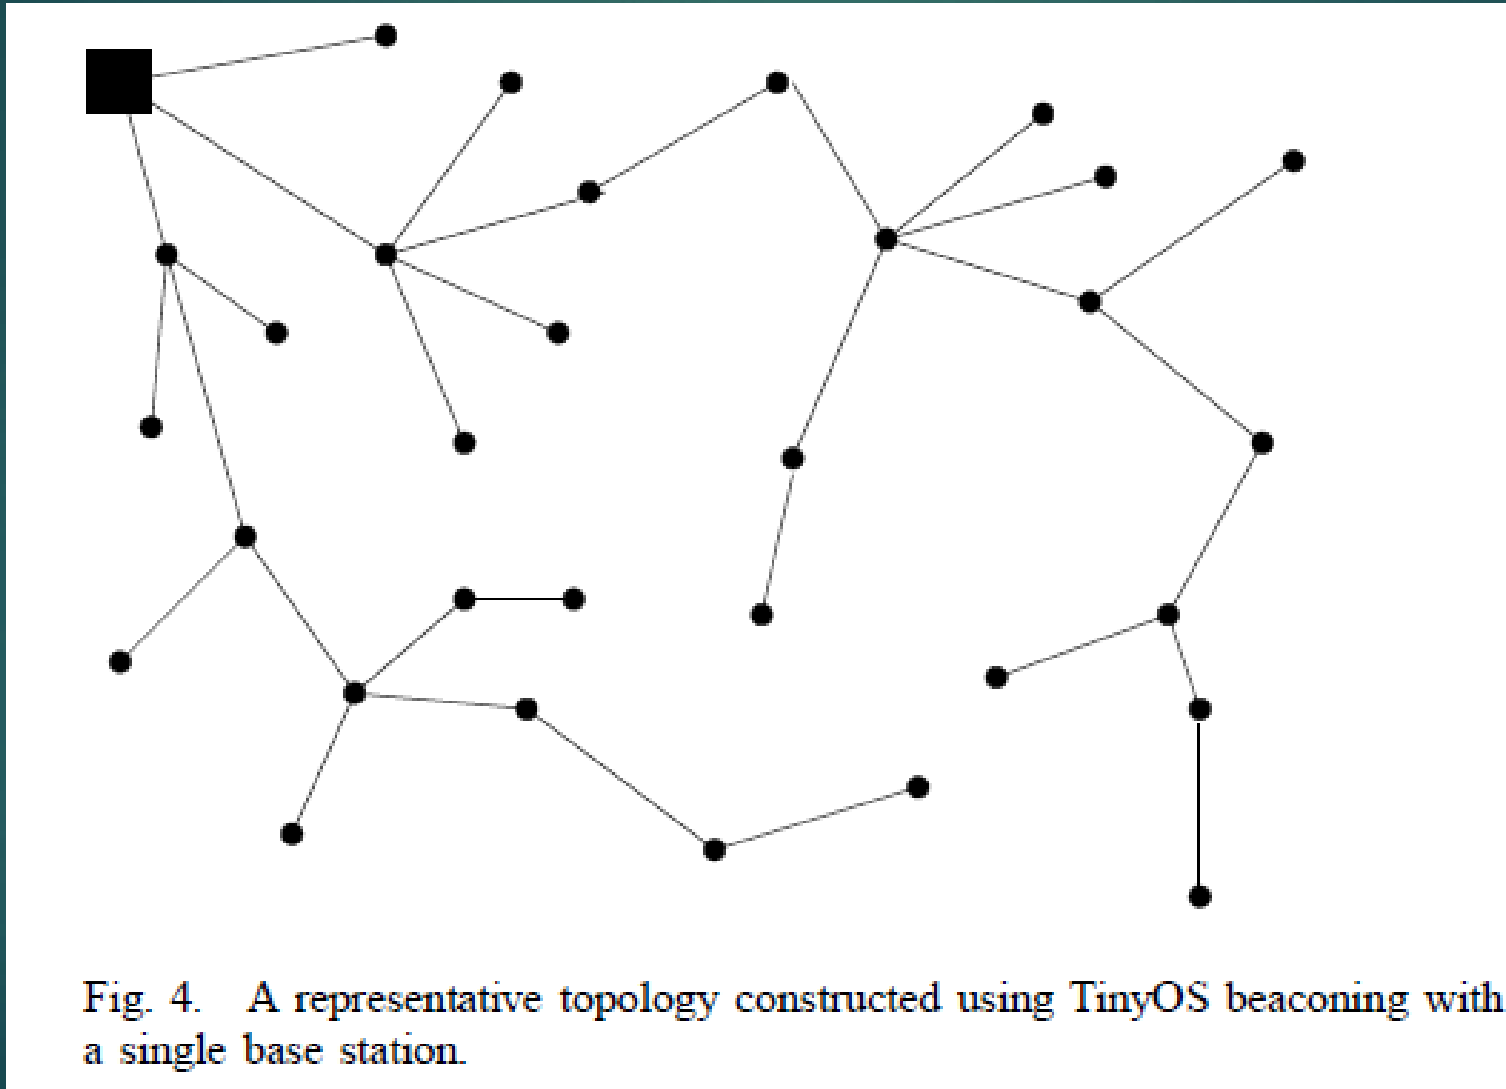 Fig. 4. A representative topology constructed using TinyOS beaconing with
a single base station.